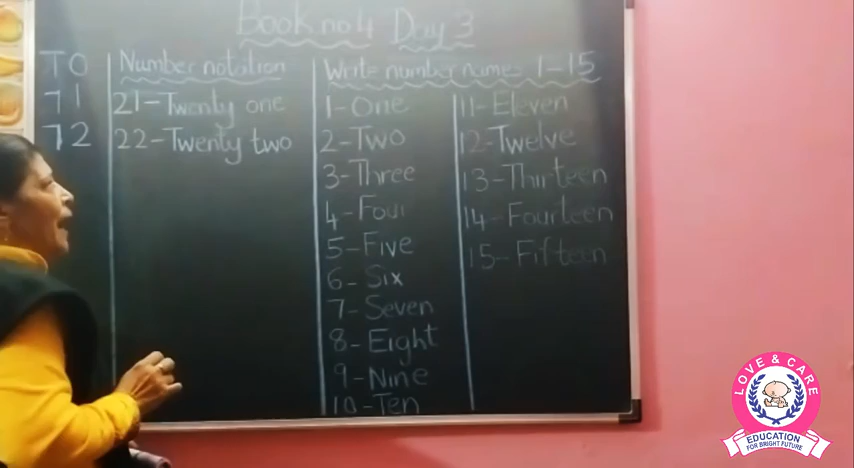 Book no 4 Day 3
TO
71
72
Number notation
21-Twenty one
22-Twenty two
Write number names 1-15
1-One
2-Two
3-Three
4-Four
5-Five
6-Six
7-Seven
8-Eight
9-Nine
10-Ten
11-Eleven
12-Twelve
13-Thirteen
14-Fourteen
15-Fifteen
LOVE & CARE
EDUCATION
FOR BRIGHT FUTURE